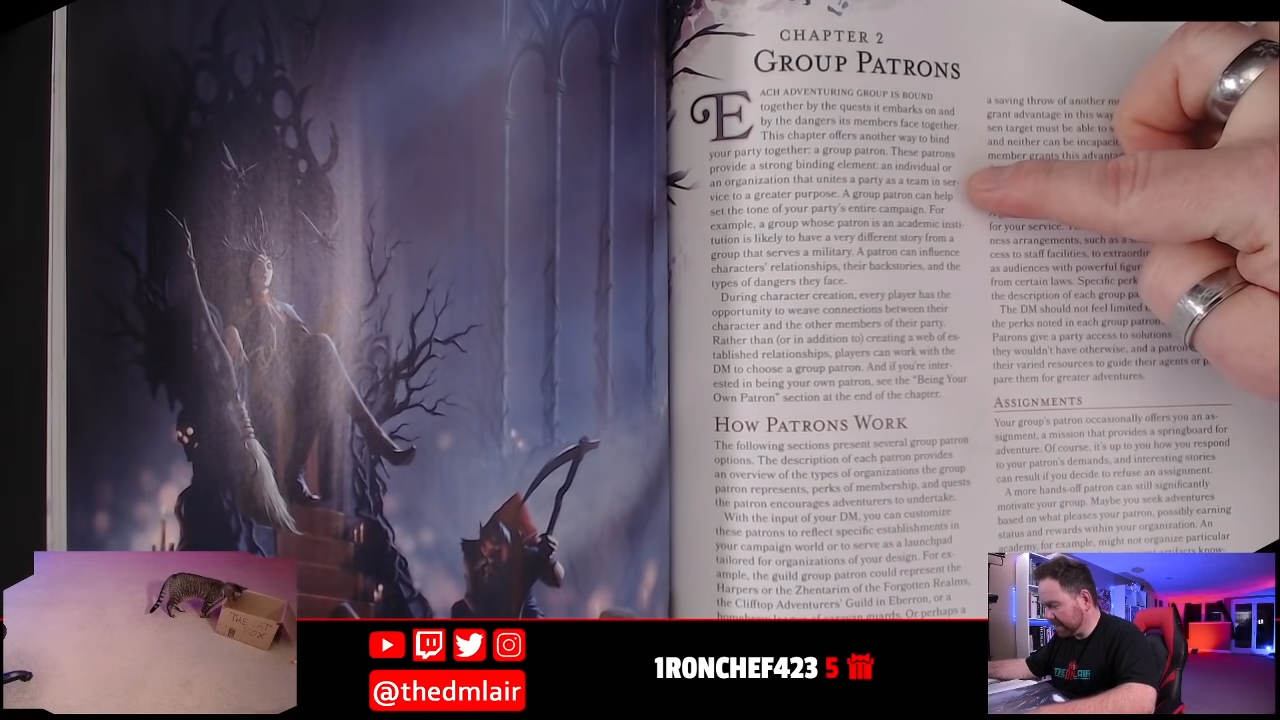 CHAPTER 2
GROUP PATRONS
EACH ADVENTURING GROUP IS BOUND
together by the quests it embarks on and
by the dangers its members face together.
This chapter offers another way to bind
your party together: a group patron. These patrons
provide a strong binding element: an individual or
an organization that unites a party as a team in ser-
vice to a greater purpose. A group patron can help
set the tone of your party's entire campaign. For
example, a group whose patron is an academic insti-
tution is likely to have a very different story from a
group that serves a military. A patron can influence
characters' relationships, their backstories, and the
types of dangers they face.
During character creation, every player has the
opportunity to weave connections between their
character and the other members of their party.
Rather than (or in addition to) creating a web of es-
tablished relationships, players can work with the
DM to choose a group patron. And if you're inter-
ested in being your own patron, see the "Being Your
Own Patron" section at the end of the chapter.
HOW PATRONS WORK
The following sections present several group patron
options. The description of each patron provides
an overview of the types of organizations the group
patron represents, perks of membership, and quests
the patron encourages adventurers to undertake.
With the input of your DM, you can customize
these patrons to reflect specific establishments in
your campaign world or to serve as a launchpad
tailored for organizations of your design. For ex-
ample, the guild group patron could represent the
Harpers or the Zhentarim of the Forgotten Realms,
the Clifftop Adventurers' Guild in Eberron, or a
homebrew league of caravan guards. Or perhaps a
a saving throw of another
grant advantage in this way
sen target must be able to
and neither can be incapacit
member grants this advanta
for your service.
ness arrangements, such as a
cess to staff facilities, to extraordin
as audiences with powerful figur
from certain laws. Specific perk
the description of each group pa
The DM should not feel limited
the perks noted in each group patron
Patrons give a party access to solutions
they wouldn't have otherwise, and a patron
their varied resources to guide their agents or
pare them for greater adventures.
ASSIGNMENTS
Your group's patron occasionally offers you an as-
signment, a mission that provides a springboard for
adventure. Of course, it's up to you how you respond
to your patron's demands, and interesting stories
can result if you decide to refuse an assignment.
A more hands-off patron can still significantly
motivate your group. Maybe you seek adventures
based on what pleases your patron, possibly earning
status and rewards within your organization. An
academy, for example, might not organize particular
artifacts know-
THE CAT
BOX
THEDMLAIR
@thedmlair
1RONCHEF423 5